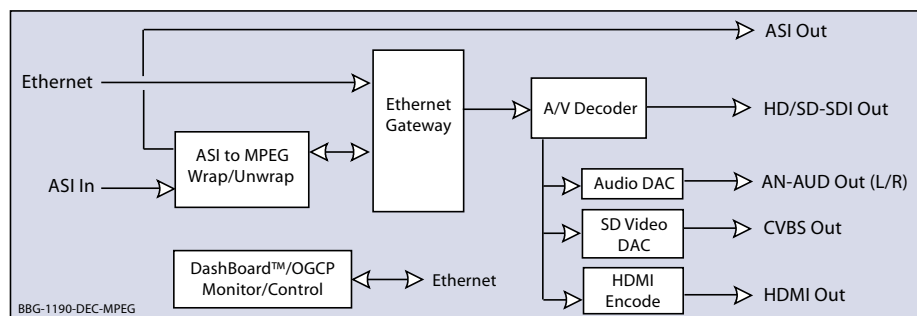 ASI Out
Ethernet
Ethernet
Gateway
A/V Decoder
HD/SD-SDI Out
ASI to MPEG
Wrap/Unwrap
ASI In
Audio DAC
AN-AUD Out (L/R)
SD Video
DAC
CVBS Out
DashBoard™/OGCP
Monitor/Control
Ethernet
HDMI
Encode
HDMI Out
BBG-1190-DEC-MPEG